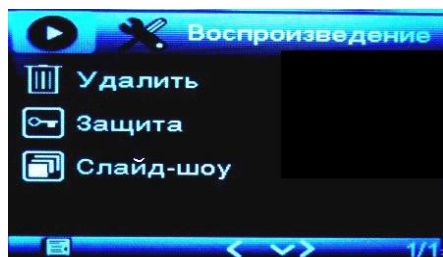 Воспроизведение
Удалить
Защита
Слайд-шоу
1/1